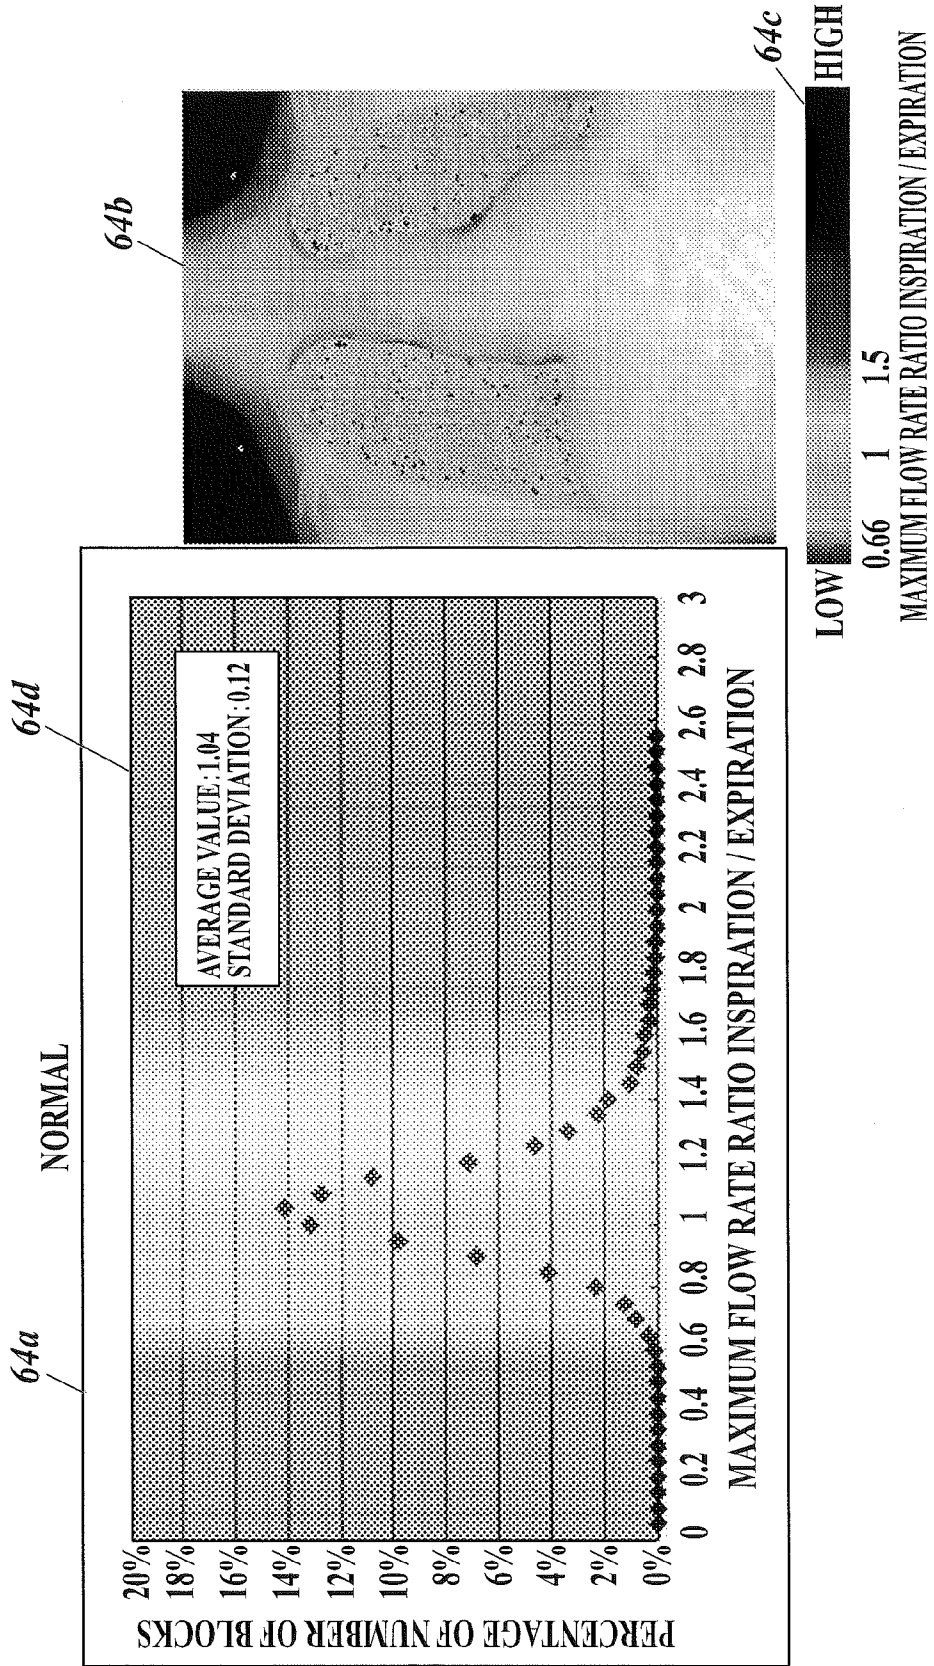 NORMAL
64a
64d
64b
20%
18%
16%
14%
12%
10%
8%
6%
4%
2%
0%
PERCENTAGE OF NUMBER OF BLOCKS
AVERAGE VALUE:1.04
STANDARD DEVIATION:0.12
0 0.2 0.4 0.6 0.8 1 1.2 1.4 1.6 1.8 2 2.2 2.4 2.6 2.8 3
MAXIMUM FLOW RATE RATIO INSPIRATION / EXPIRATION
64c
LOW HIGH
0.66 1 1.5
MAXIMUM FLOW RATE RATIO INSPIRATION / EXPIRATION